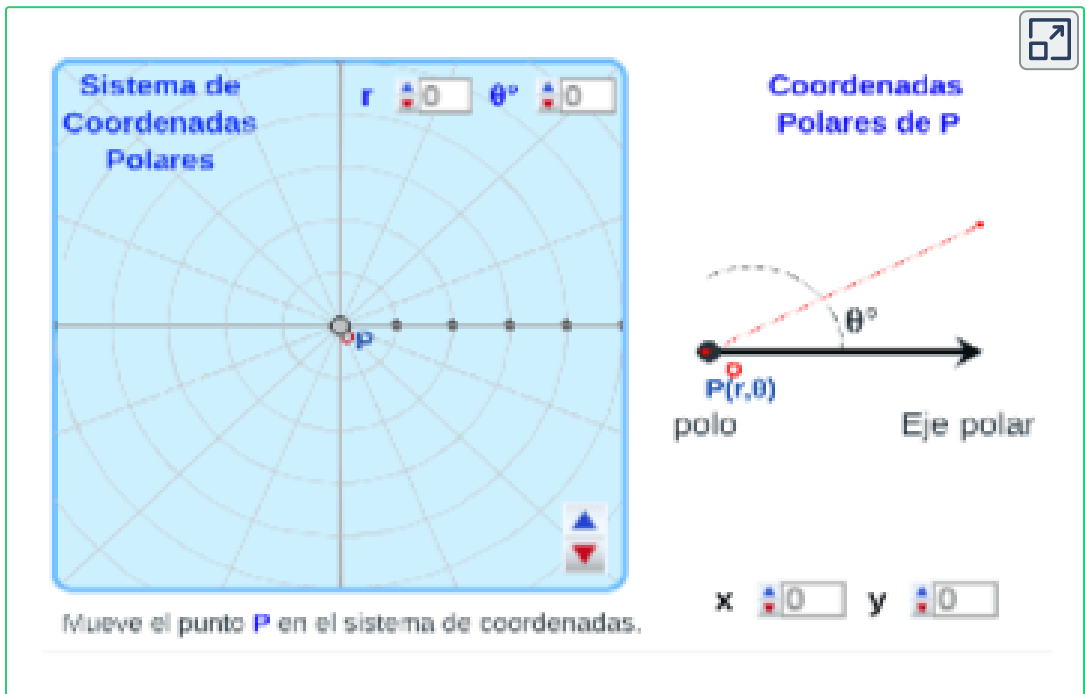 Sistema de
Coordenadas
Polares
r 0 θ° 0
P
Coordenadas
Polares de P
θ°
P(r,θ)
polo Eje polar
x 0 y 0
Mueve el punto P en el sistema de coordenadas.